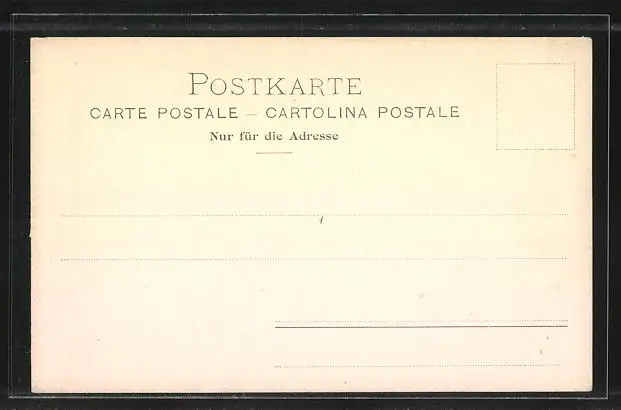 POSTKARTE
CARTE POSTALE — CARTOLINA POSTALE
Nur für die Adresse